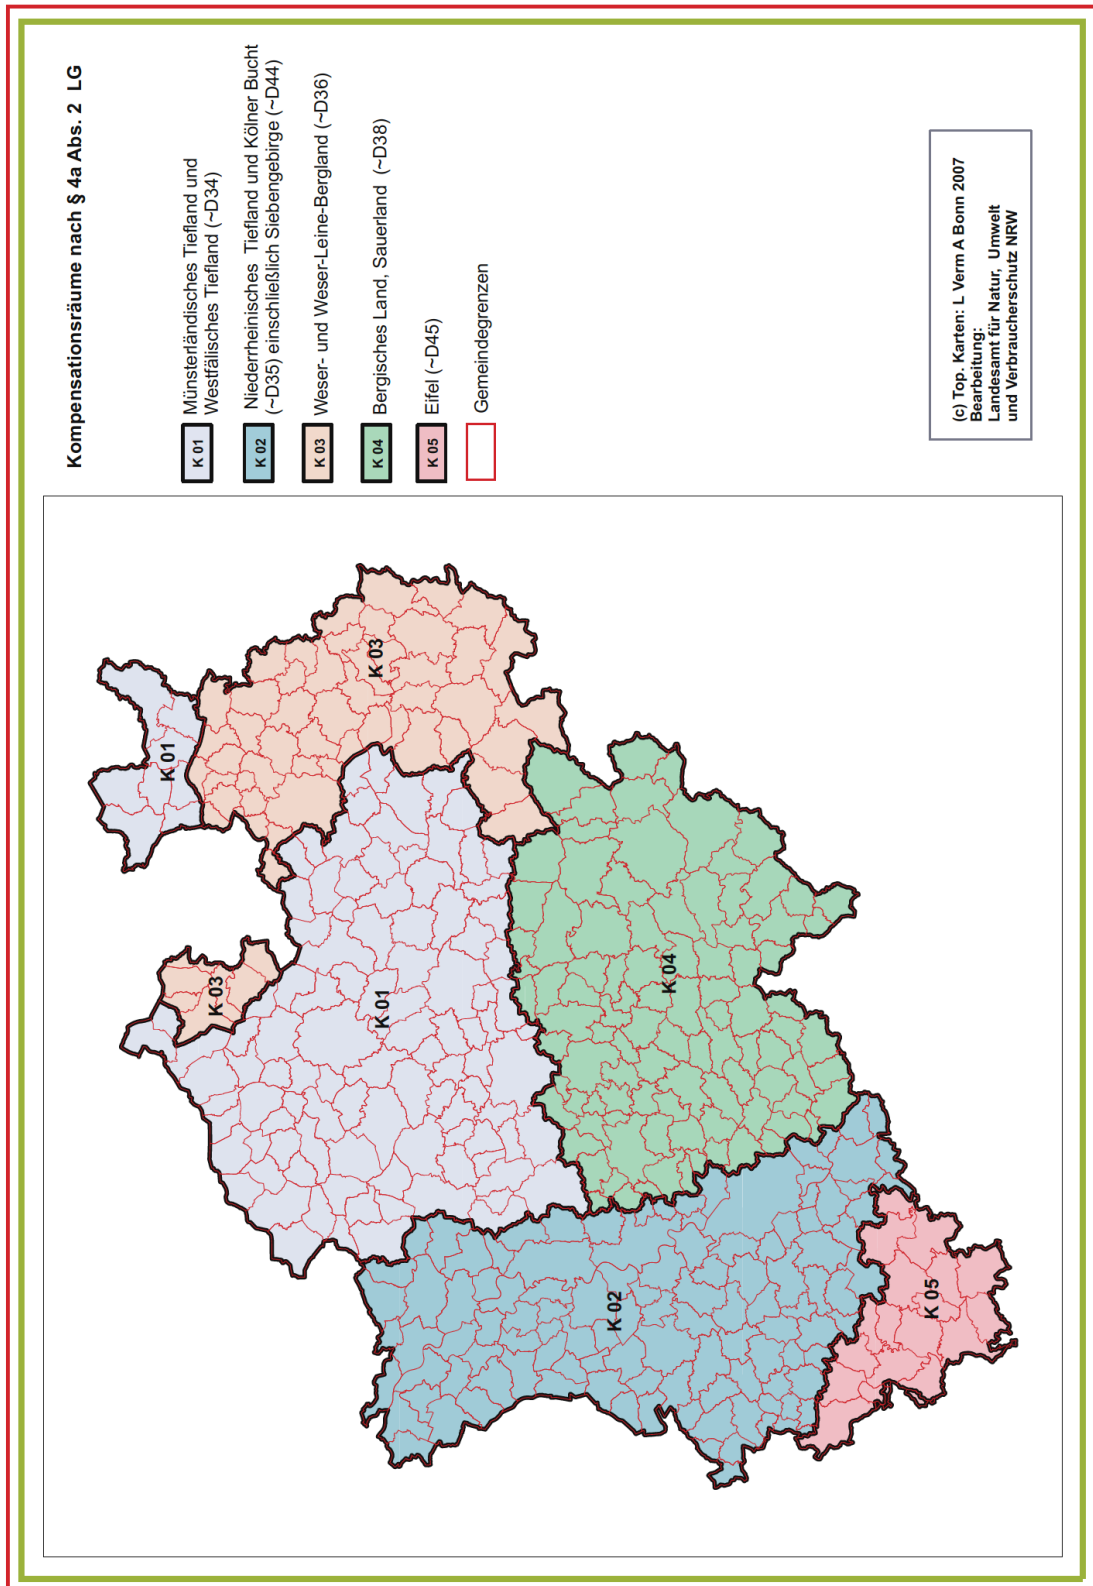 Kompensationsräume nach § 4a Abs. 2 LG
K 01
Münsterländisches Tiefland und
Westfälisches Tiefland (~D34)
K 02
Niederrheinisches Tiefland und Kölner Bucht
(~D35) einschließlich Siebengebirge (~D44)
K 03
Weser- und Weser-Leine-Bergland (~D36)
K 04
Bergisches Land, Sauerland (~D38)
K 05
Eifel (~D45)
Gemeindegrenzen
(c) Top. Karten: L Verm A Bonn 2007
Bearbeitung:
Landesamt für Natur, Umwelt
und Verbraucherschutz NRW
K 01
K 03
K 03
K 01
K 04
K 02
K 05